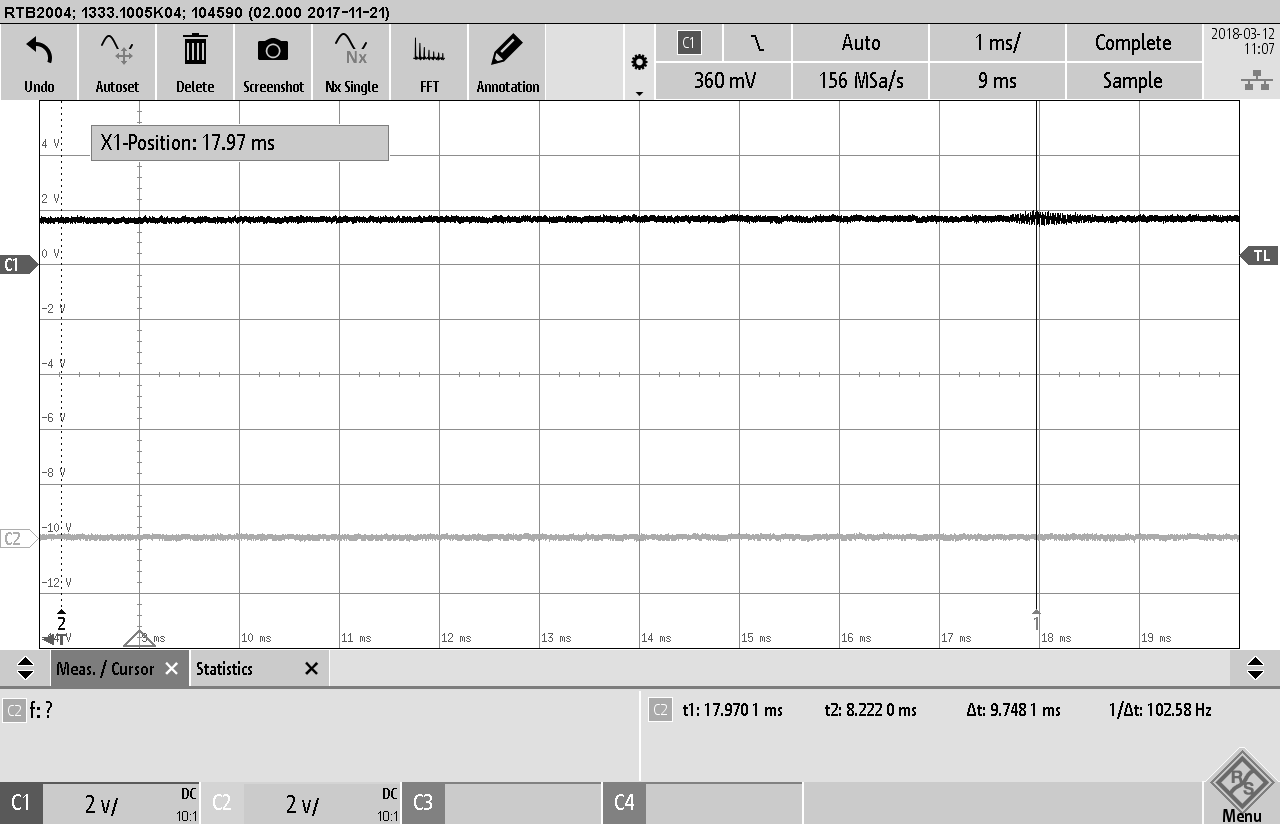 RTB2004; 1333.1005K04; 104590 (02.000 2017-11-21)
Undo Autoset Delete Screenshot Nx Single FFT Annotation
Nx
C1 Auto 1 ms/ Complete 2018-03-12
11:07
360 mV 156 MSa/s 9 ms Sample
X1-Position: 17.97 ms
4 V
2 V
0 V
C1
TL
-2 V
-4 V
-6 V
-8 V
-10 V
C2
-12 V
2
1
T
9 ms 10 ms 11 ms 12 ms 13 ms 14 ms 15 ms 16 ms 17 ms 18 ms 19 ms
Meas. / Cursor Statistics
C2 f: ?
C2 t1: 17.970 1 ms t2: 8.222 0 ms Δt: 9.748 1 ms 1/Δt: 102.58 Hz
C1 2 V/ DC 10:1 C2 2 V/ DC 10:1 C3 C4
R S
Menu